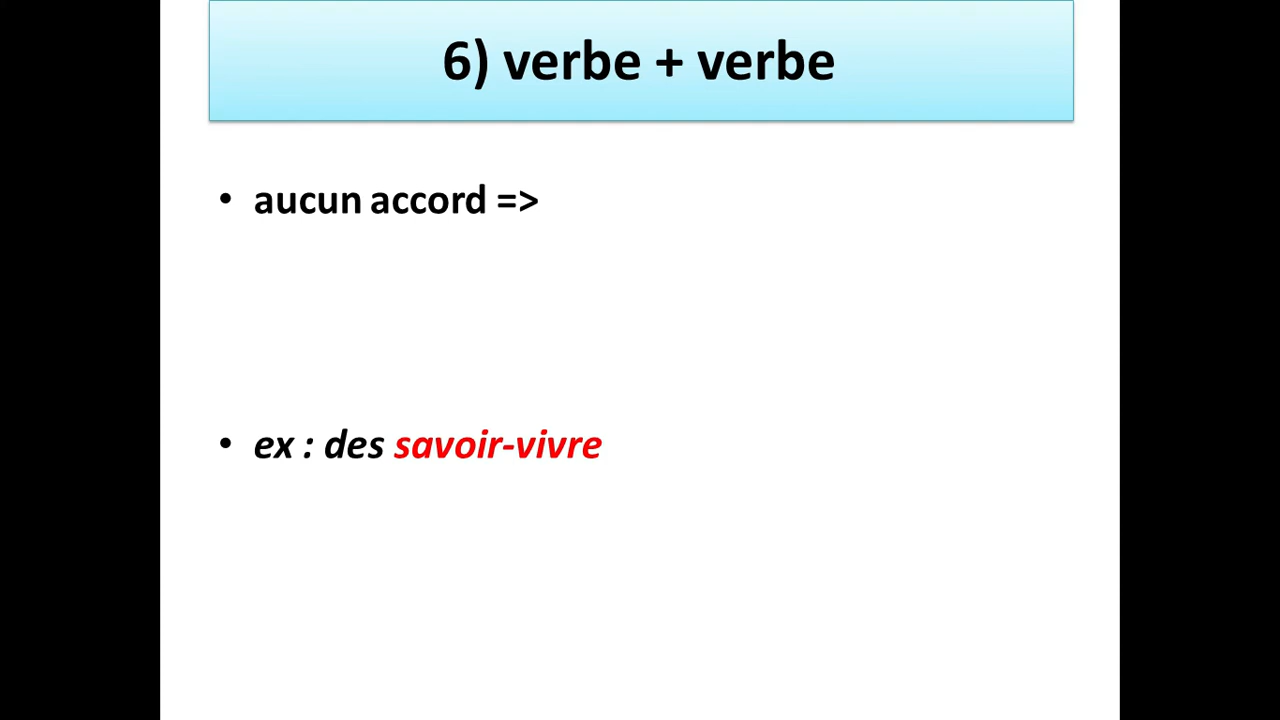 6) verbe + verbe
• aucun accord =>
• ex : des savoir-vivre